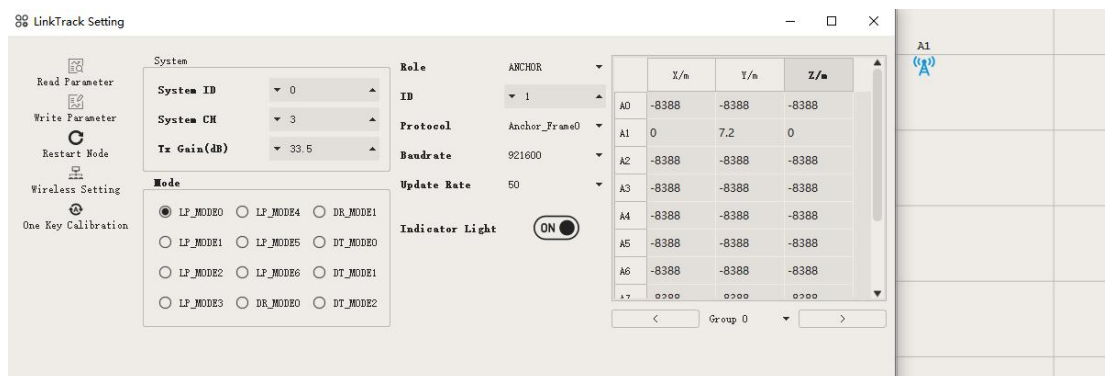 LinkTrack Setting
Read Parameter
Write Parameter
Restart Node
Wireless Setting
One Key Calibration
System
System ID 0
System CH 3
Tx Gain(dB) 33.5
Mode
LP_MODE0 LP_MODE4 DR_MODE1
LP_MODE1 LP_MODE5 DT_MODE0
LP_MODE2 LP_MODE6 DT_MODE1
LP_MODE3 DR_MODE0 DT_MODE2
Role ANCHOR
ID 1
Protocol Anchor_Frame0
Baudrate 921600
Update Rate 50
Indicator Light ON
X/m Y/m Z/m
A0 -8388 -8388 -8388
A1 0 7.2 0
A2 -8388 -8388 -8388
A3 -8388 -8388 -8388
A4 -8388 -8388 -8388
A5 -8388 -8388 -8388
A6 -8388 -8388 -8388
< Group 0 >
A1